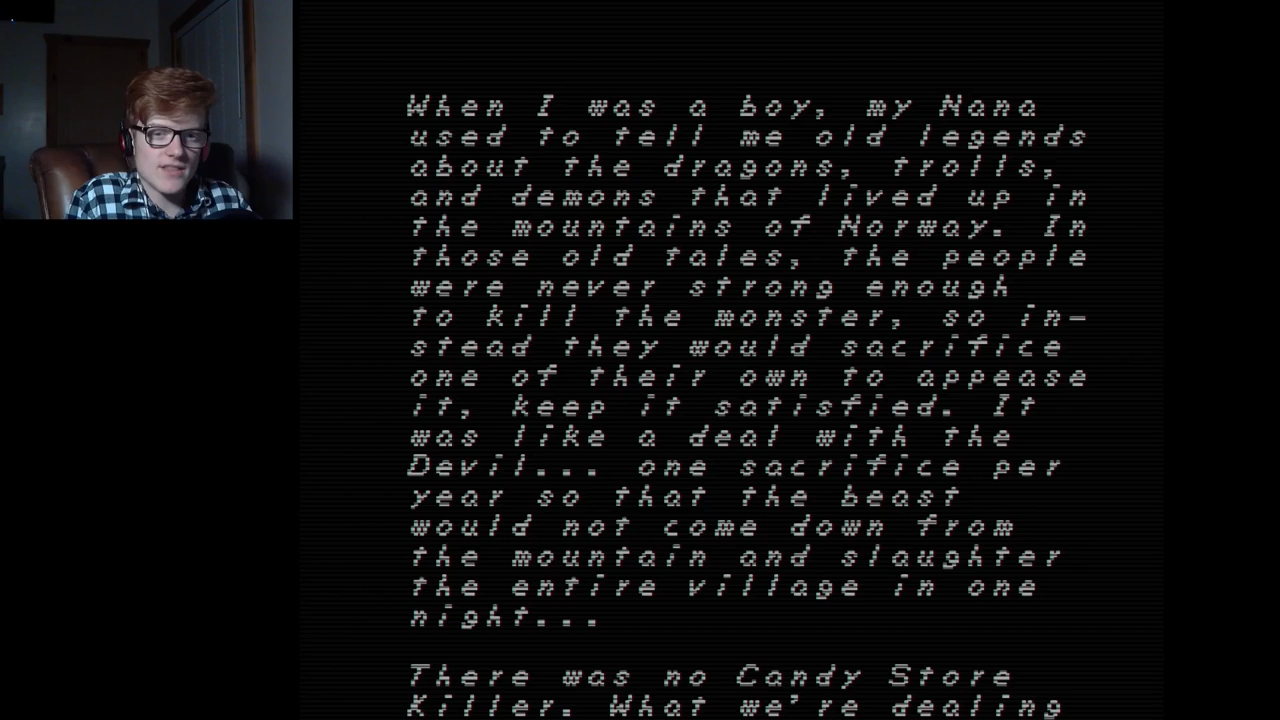 When I was a boy, my Nana
used to tell me old legends
about the dragons, trolls,
and demons that lived up in
the mountains of Norway. In
those old tales, the people
were never strong enough
to kill the monster, so in-
stead they would sacrifice
one of their own to appease
it, keep it satisfied. It
was like a deal with the
Devil... one sacrifice per
year so that the beast
would not come down from
the mountain and slaughter
the entire village in one
night...
There was no Candy Store
Killer. What we're dealing